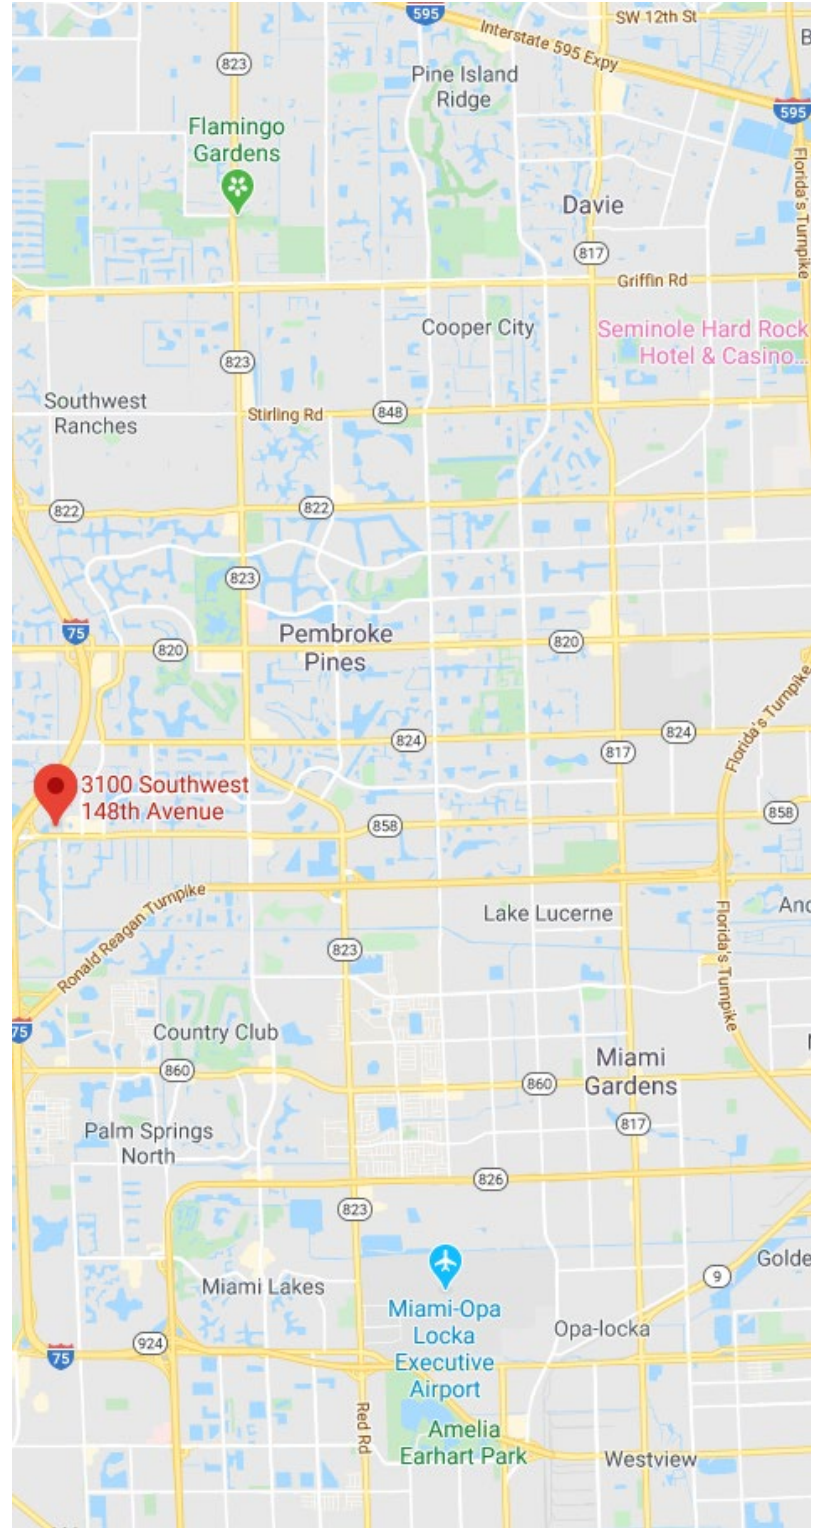 595
SW 12th St
Interstate 595 Expy
823
Pine Island
Ridge
595
Flamingo
Gardens
Florida's Turnpike
Davie
817
Griffin Rd
Cooper City
Seminole Hard Rock
Hotel & Casino...
823
Southwest
Ranches
Stirling Rd
848
822
822
823
75
820
Pembroke
Pines
820
Florida's Turnpike
824
824
817
3100 Southwest
148th Avenue
858
858
Ronald Reagan Turnpike
Lake Lucerne
Florida's Turnpike
823
75
Country Club
860
Miami
Gardens
860
817
Palm Springs
North
826
823
9
Golde
Miami Lakes
Miami-Opa
Locka
Executive
Airport
Opa-locka
924
75
Red Rd
Amelia
Earhart Park
Westview